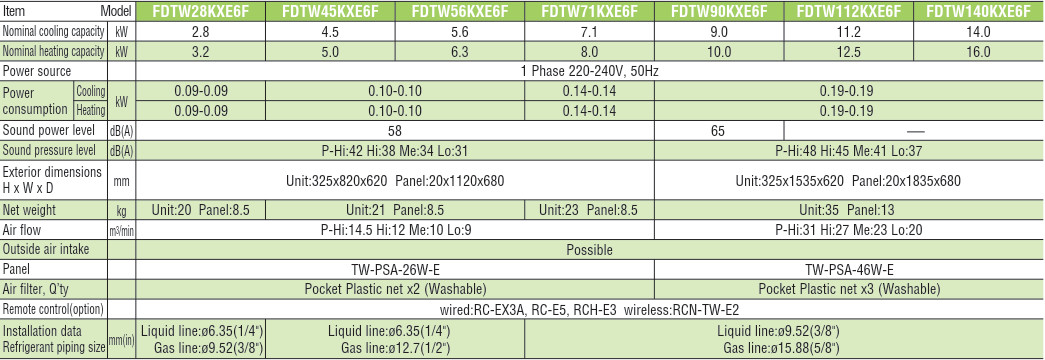 Item Model FDTW28KXE6F FDTW45KXE6F FDTW56KXE6F FDTW71KXE6F FDTW90KXE6F FDTW112KXE6F FDTW140KXE6F
Nominal cooling capacity kW 2.8 4.5 5.6 7.1 9.0 11.2 14.0
Nominal heating capacity kW 3.2 5.0 6.3 8.0 10.0 12.5 16.0
Power source 1 Phase 220-240V, 50Hz
Power consumption kW Cooling 0.09-0.09 0.10-0.10 0.14-0.14 0.19-0.19
Heating 0.09-0.09 0.10-0.10 0.14-0.14 0.19-0.19
Sound power level dB(A) 58 65 —
Sound pressure level dB(A) P-Hi:42 Hi:38 Me:34 Lo:31 P-Hi:48 Hi:45 Me:41 Lo:37
Exterior dimensions
H x W x D mm Unit:325x820x620 Panel:20x1120x680 Unit:325x1535x620 Panel:20x1835x680
Net weight kg Unit:20 Panel:8.5 Unit:21 Panel:8.5 Unit:23 Panel:8.5 Unit:35 Panel:13
Air flow m³/min P-Hi:14.5 Hi:12 Me:10 Lo:9 P-Hi:31 Hi:27 Me:23 Lo:20
Outside air intake Possible
Panel TW-PSA-26W-E TW-PSA-46W-E
Air filter, Q'ty Pocket Plastic net x2 (Washable) Pocket Plastic net x3 (Washable)
Remote control(option) wired:RC-EX3A, RC-E5, RCH-E3 wireless:RCN-TW-E2
Installation data mm(in) Liquid line:ø6.35(1/4") Liquid line:ø6.35(1/4") Liquid line:ø9.52(3/8")
Refrigerant piping size Gas line:ø9.52(3/8") Gas line:ø12.7(1/2") Gas line:ø15.88(5/8")